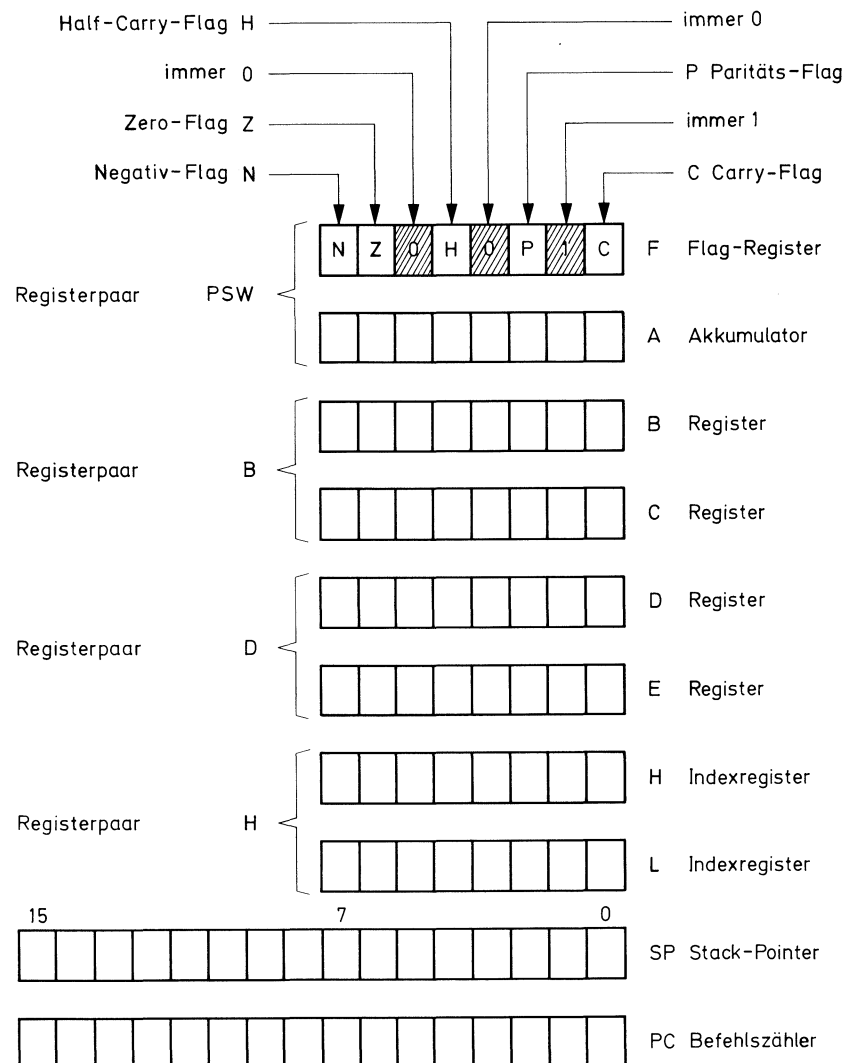 Half-Carry-Flag H
immer 0
immer 0
P Paritäts-Flag
Zero-Flag Z
immer 1
Negativ-Flag N
C Carry-Flag
N Z 0 H 0 P 1 C F Flag-Register
Registerpaar PSW
A Akkumulator
B Register
Registerpaar B
C Register
D Register
Registerpaar D
E Register
H Indexregister
Registerpaar H
L Indexregister
15 7 0
SP Stack-Pointer
PC Befehlszähler